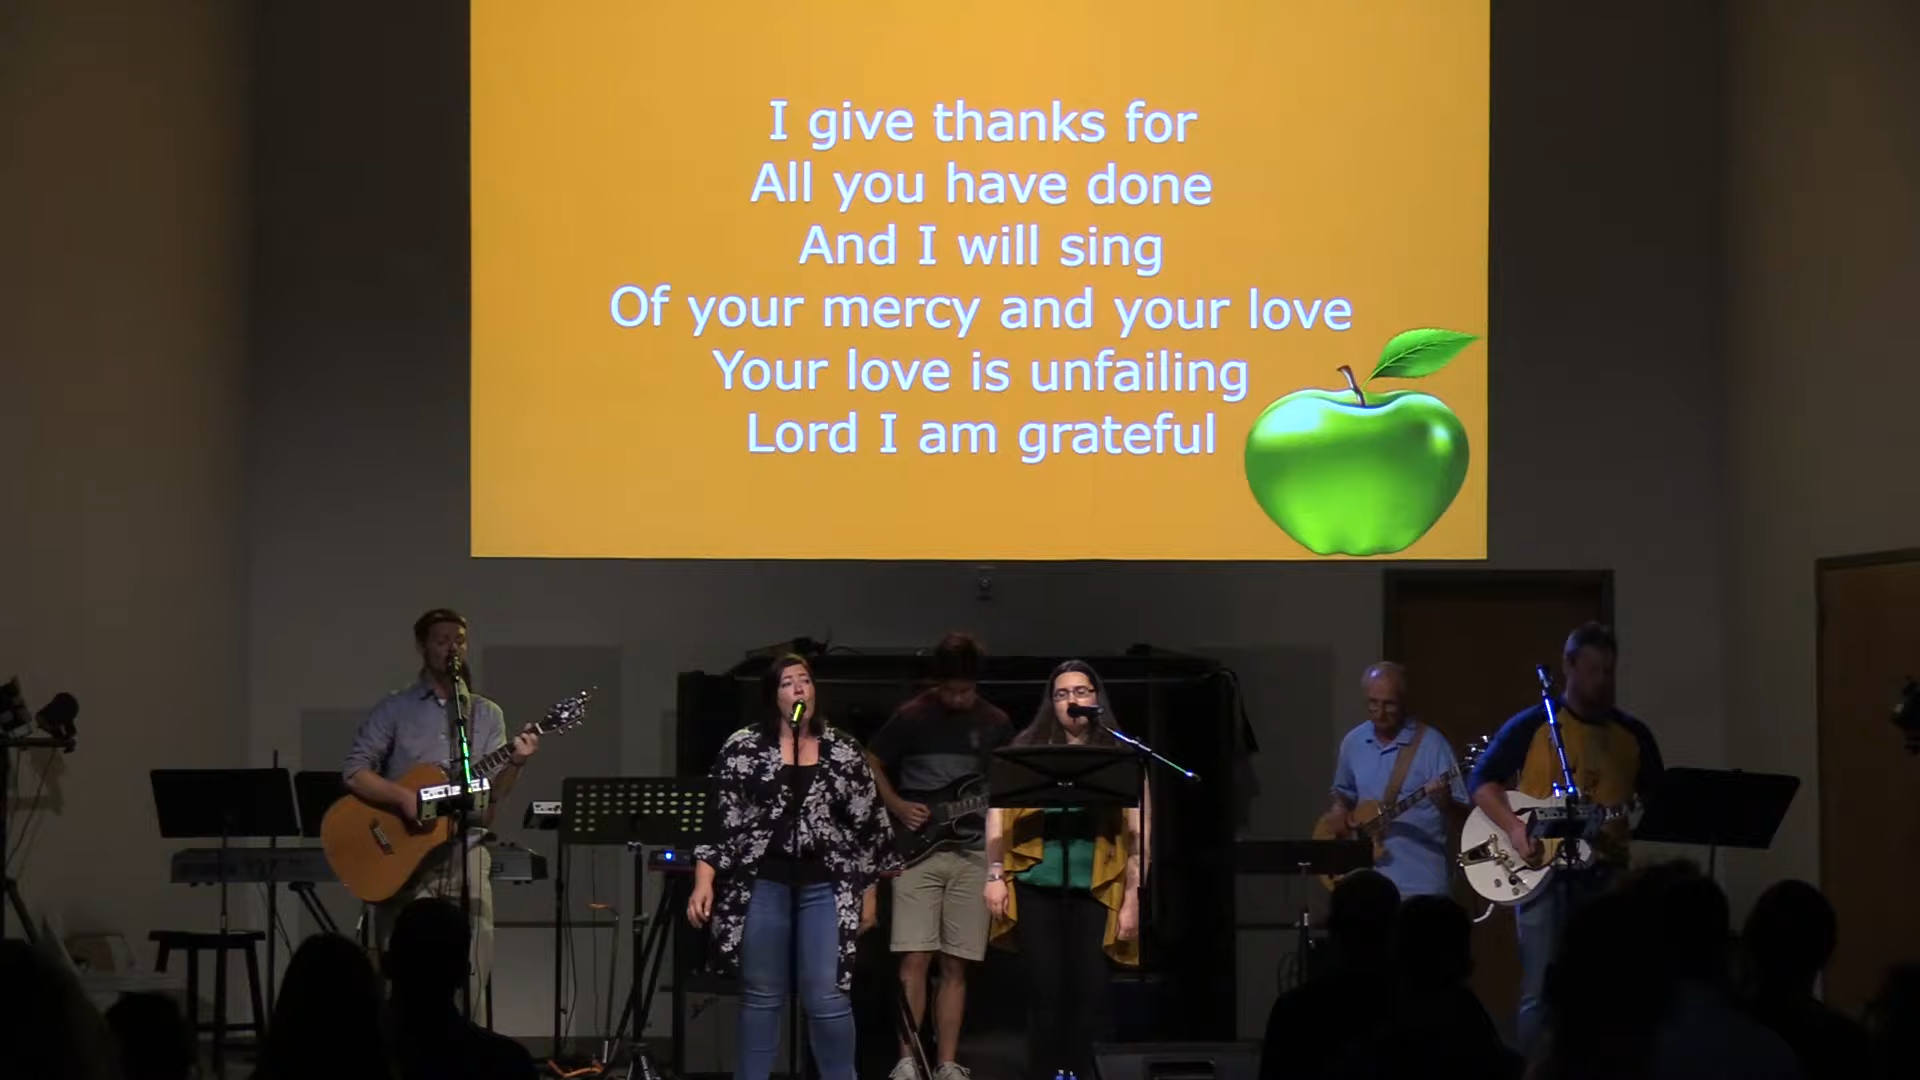 I give thanks for
All you have done
And I will sing
Of your mercy and your love
Your love is unfailing
Lord I am grateful